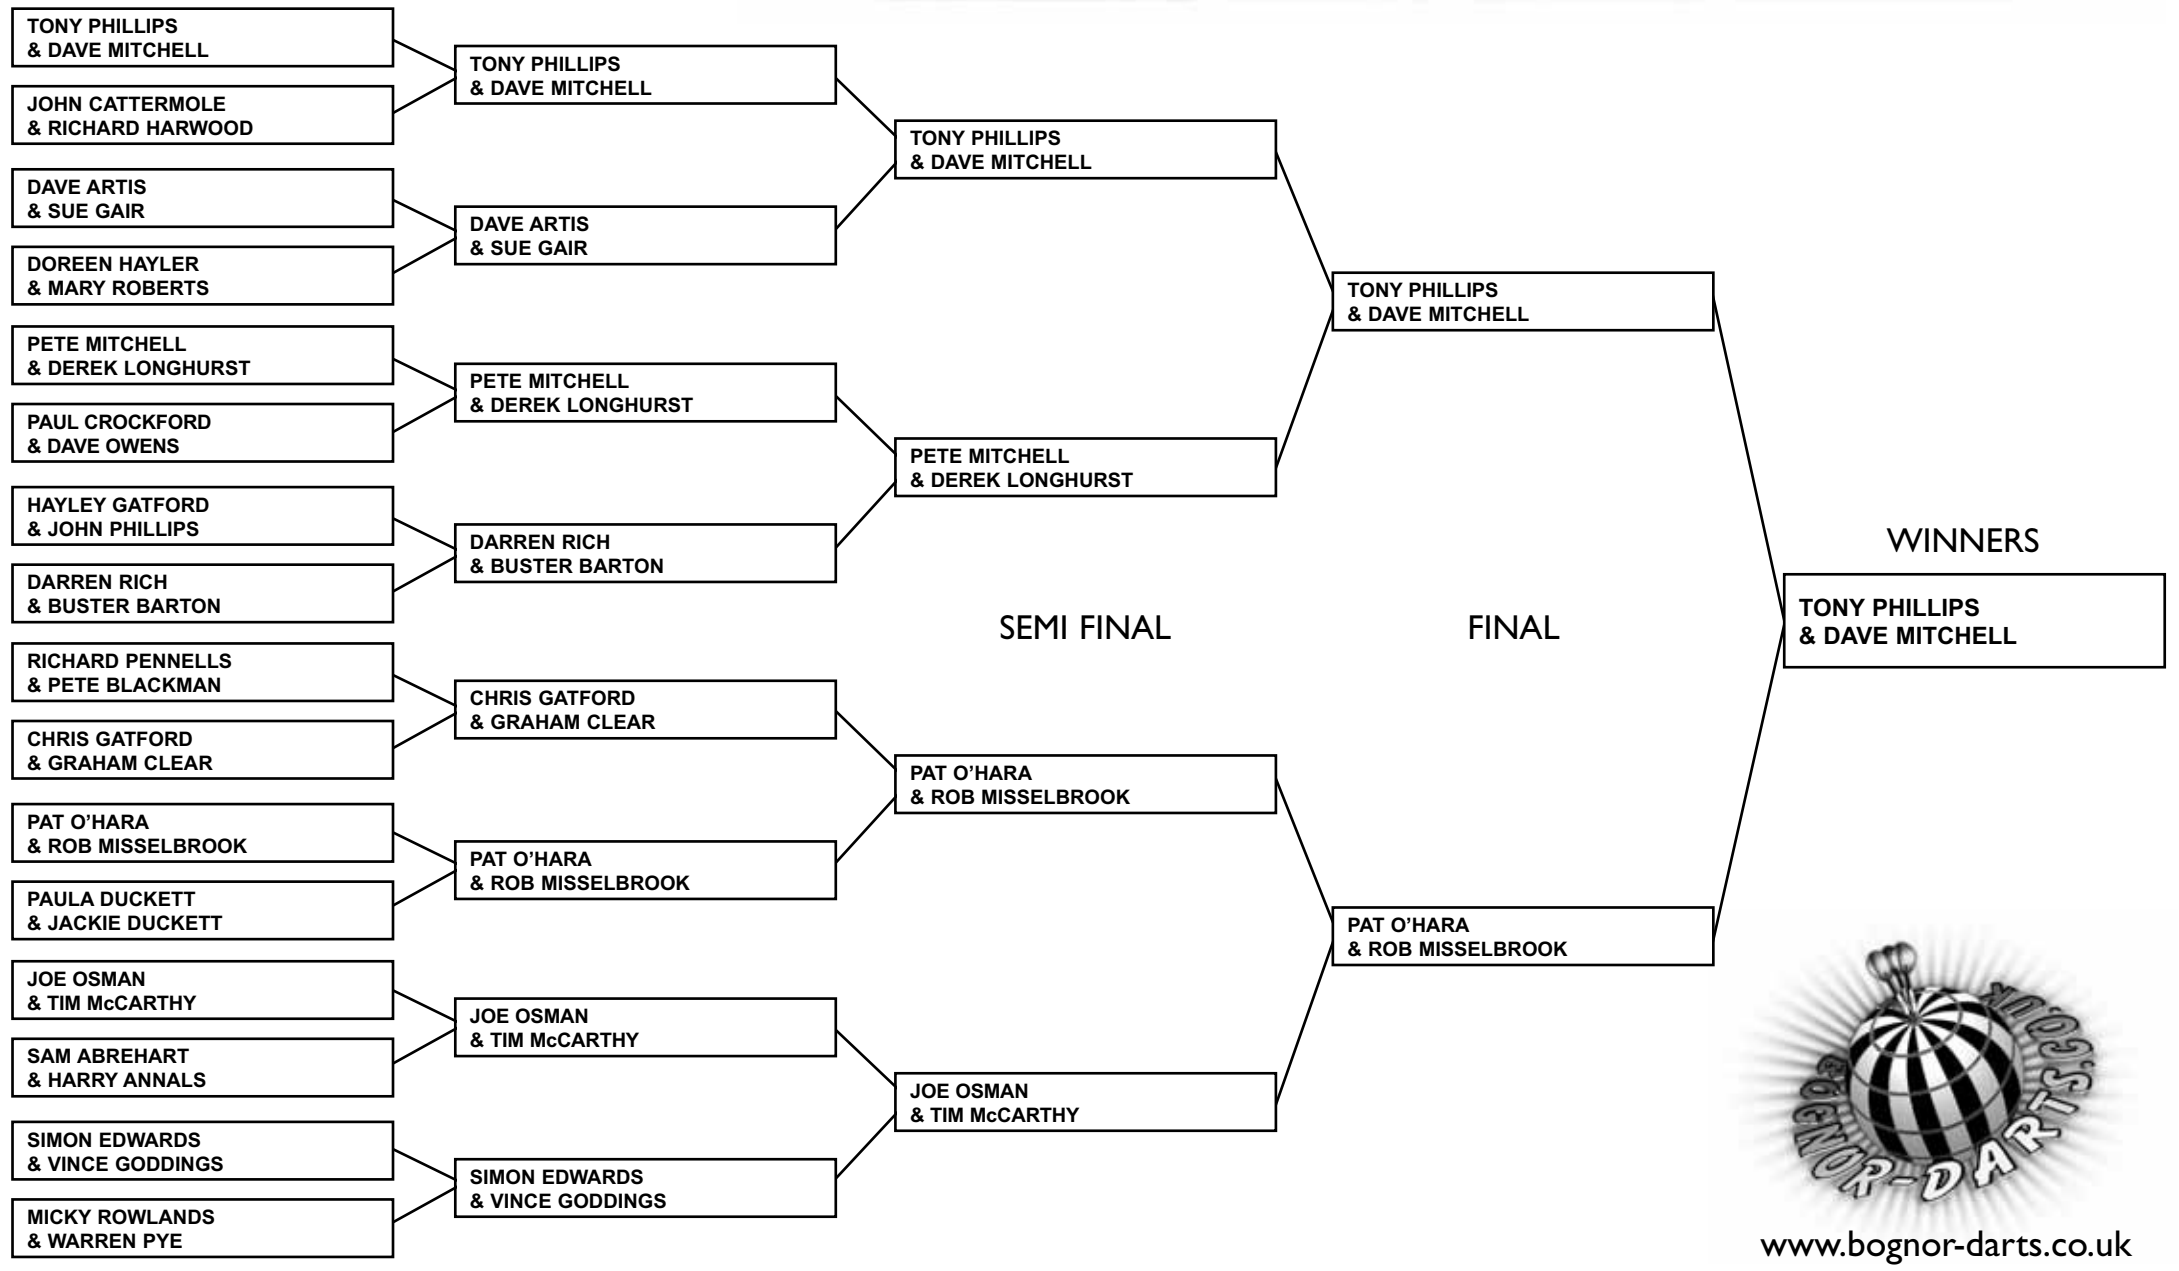 TONY PHILLIPS
& DAVE MITCHELL
JOHN CATTERMOLE
& RICHARD HARWOOD
DAVE ARTIS
& SUE GAIR
DOREEN HAYLER
& MARY ROBERTS
PETE MITCHELL
& DEREK LONGHURST
PAUL CROCKFORD
& DAVE OWENS
HAYLEY GATFORD
& JOHN PHILLIPS
DARREN RICH
& BUSTER BARTON
RICHARD PENNELLS
& PETE BLACKMAN
CHRIS GATFORD
& GRAHAM CLEAR
PAT O’HARA
& ROB MISSELBROOK
PAULA DUCKETT
& JACKIE DUCKETT
JOE OSMAN
& TIM McCARTHY
SAM ABREHART
& HARRY ANNALS
SIMON EDWARDS
& VINCE GODDINGS
MICKY ROWLANDS
& WARREN PYE
TONY PHILLIPS
& DAVE MITCHELL
DAVE ARTIS
& SUE GAIR
PETE MITCHELL
& DEREK LONGHURST
DARREN RICH
& BUSTER BARTON
CHRIS GATFORD
& GRAHAM CLEAR
PAT O’HARA
& ROB MISSELBROOK
JOE OSMAN
& TIM McCARTHY
SIMON EDWARDS
& VINCE GODDINGS
TONY PHILLIPS
& DAVE MITCHELL
PETE MITCHELL
& DEREK LONGHURST
SEMI FINAL
PAT O’HARA
& ROB MISSELBROOK
JOE OSMAN
& TIM McCARTHY
TONY PHILLIPS
& DAVE MITCHELL
FINAL
PAT O’HARA
& ROB MISSELBROOK
WINNERS
TONY PHILLIPS
& DAVE MITCHELL
BOGNOR-DARTS.CO.UK
www.bognor-darts.co.uk